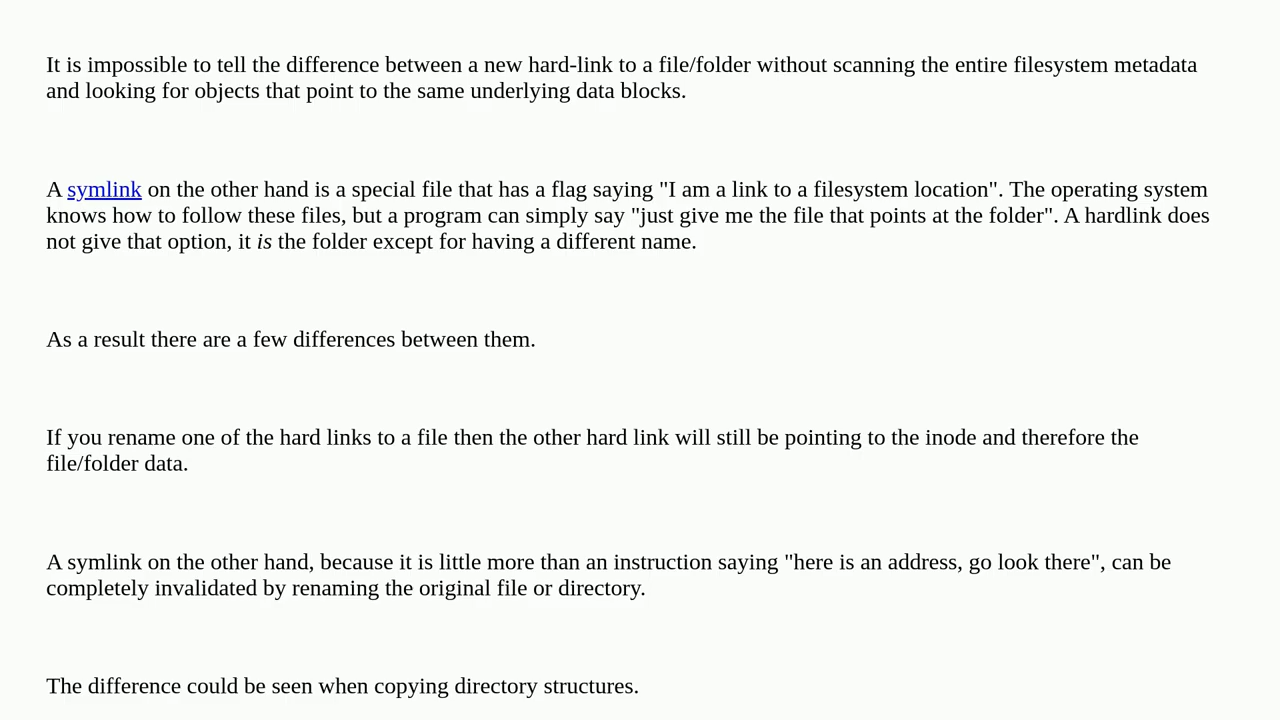 It is impossible to tell the difference between a new hard-link to a file/folder without scanning the entire filesystem metadata
and looking for objects that point to the same underlying data blocks.
A symlink on the other hand is a special file that has a flag saying "I am a link to a filesystem location". The operating system
knows how to follow these files, but a program can simply say "just give me the file that points at the folder". A hardlink does
not give that option, it is the folder except for having a different name.
As a result there are a few differences between them.
If you rename one of the hard links to a file then the other hard link will still be pointing to the inode and therefore the
file/folder data.
A symlink on the other hand, because it is little more than an instruction saying "here is an address, go look there", can be
completely invalidated by renaming the original file or directory.
The difference could be seen when copying directory structures.